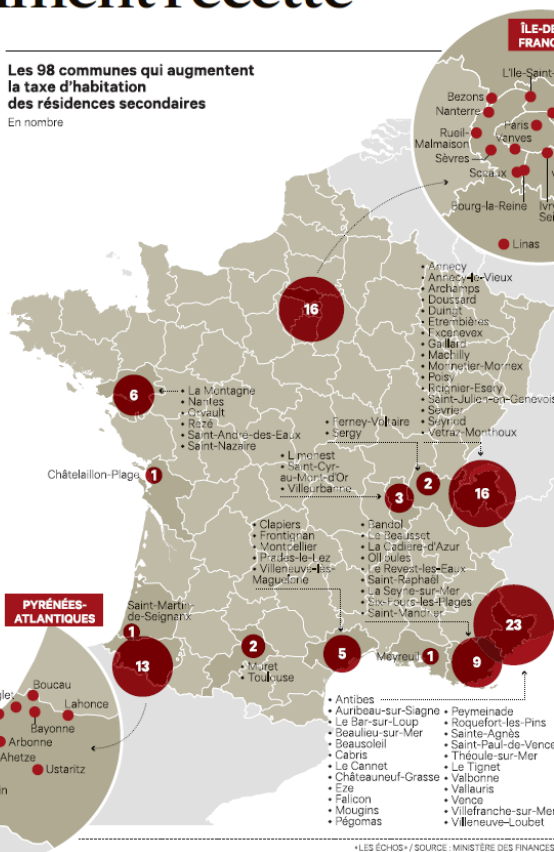 Les 98 communes qui augmentent
la taxe d'habitation
des résidences secondaires
En nombre
ÎLE-DE
FRANC
L'Ile-Saint-
Bezons
Nanterre
Paris
Rueil-
Malmaison
Vanves
Sèvres
Sceaux
Bourg-la-Reine
Linas
16
• Annecy
• Annecy-le-Vieux
• Archamps
• Doussard
• Duingt
• Etrembières
• Excenevex
• Gaillard
• Machilly
• Monnetier-Mornex
• Poisy
• Reignier-Esery
• Saint-Julien-en-Genevois
• Sevrier
• Seynod
• Vetraz-Monthoux
16
6
• La Montagne
• Nantes
• Orvault
• Rezé
• Saint-André-des-Eaux
• Saint-Nazaire
• Ferney-Voltaire
• Sergy
2
• Limonest
• Saint-Cyr-
au-Mont-d'Or
• Villeurbanne
3
Châtelaillon-Plage
1
• Clapiers
• Frontignan
• Montpellier
• Prades-le-Lez
• Villeneuve-lès-
Maguelone
5
• Bandol
• Le Beausset
• La Cadière-d'Azur
• Ollioules
• Le Revest-les-Eaux
• Saint-Raphaël
• La Seyne-sur-Mer
• Six-Fours-les-Plages
• Saint-Mandrier
9
23
PYRÉNÉES-
ATLANTIQUES
Saint-Martin-
de-Seignanx
1
13
2
• Muret
• Toulouse
Meyreuil
1
Boucau
Lahonce
Bayonne
Arbonne
Ahetze
Ustaritz
• Antibes
• Auribeau-sur-Siagne
• Le Bar-sur-Loup
• Beaulieu-sur-Mer
• Beausoleil
• Cabris
• Le Cannet
• Châteauneuf-Grasse
• Eze
• Falicon
• Mougins
• Pégomas
• Peymeinade
• Roquefort-les-Pins
• Sainte-Agnès
• Saint-Paul-de-Vence
• Théoule-sur-Mer
• Le Tignet
• Valbonne
• Vallauris
• Vence
• Villefranche-sur-Mer
• Villeneuve-Loubet
«LES ÉCHOS» / SOURCE : MINISTÈRE DES FINANCES